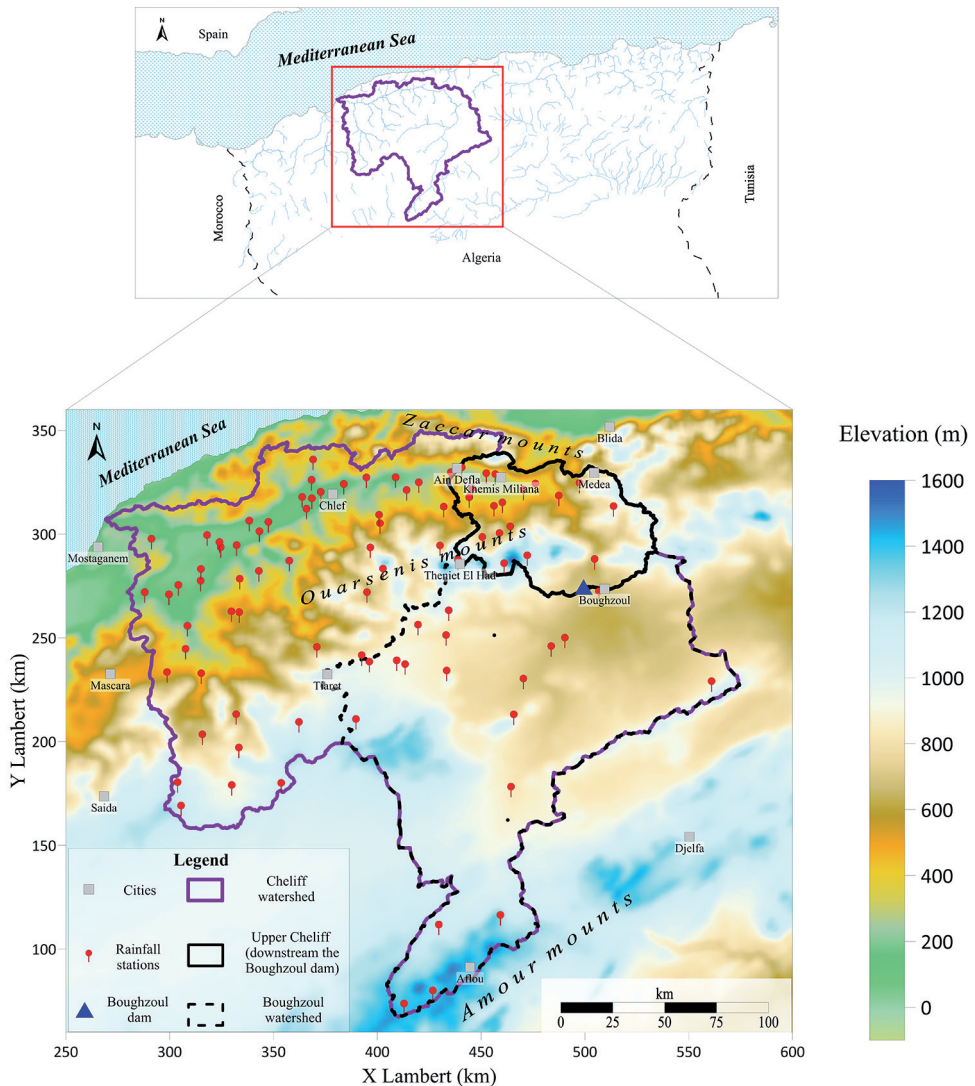 N
Spain
Mediterranean Sea
Morocco
Tunisia
Algeria
Elevation (m)
1600
1400
1200
1000
800
600
400
200
0
Y Lambert (km)
350
300
250
200
150
100
N
Mediterranean Sea
Zaccar mounts
Blida
Ain Defla
Khemis Miliana
Medea
Chlef
Mostaganem
Ouarsenis mounts
Theniet El Had
Boughzoul
Mascara
Tiaret
Saida
Djelfa
Aflou
Amour mounts
Legend
Cities
Cheliff
watershed
Rainfall
stations
Upper Cheliff
(downstream the
Boughzoul dam)
Boughzoul
dam
Boughzoul
watershed
km
0 25 50 75 100
250 300 350 400 450 500 550 600
X Lambert (km)